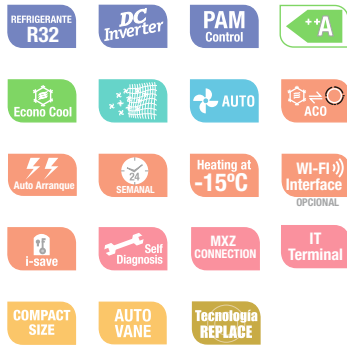 REFRIGERANTE
R32
DC
Inverter
PAM
Control
++A
Econo Cool
AUTO
ACO
Auto Arranque
24
SEMANAL
Heating at
-15ºC
WI-FI
Interface
OPCIONAL
i-save
Self
Diagnosis
MXZ
CONNECTION
IT
Terminal
COMPACT
SIZE
AUTO
VANE
Tecnología
REPLACE